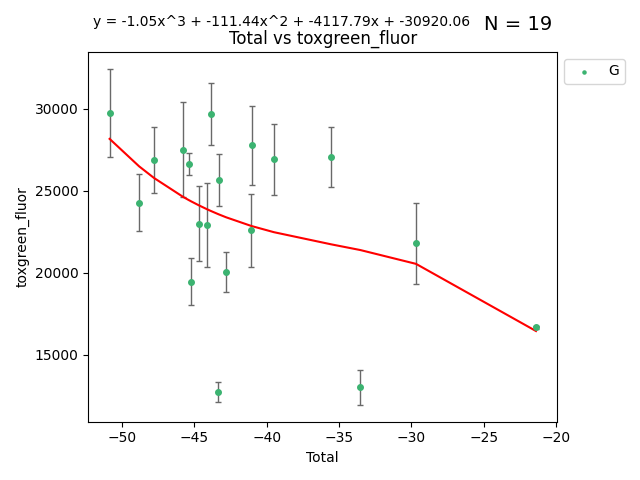 y = -1.05x^3 + -111.44x^2 + -4117.79x + -30920.06
N = 19
Total vs toxgreen_fluor
G
30000
25000
20000
15000
toxgreen_fluor
−50 −45 −40 −35 −30 −25 −20
Total